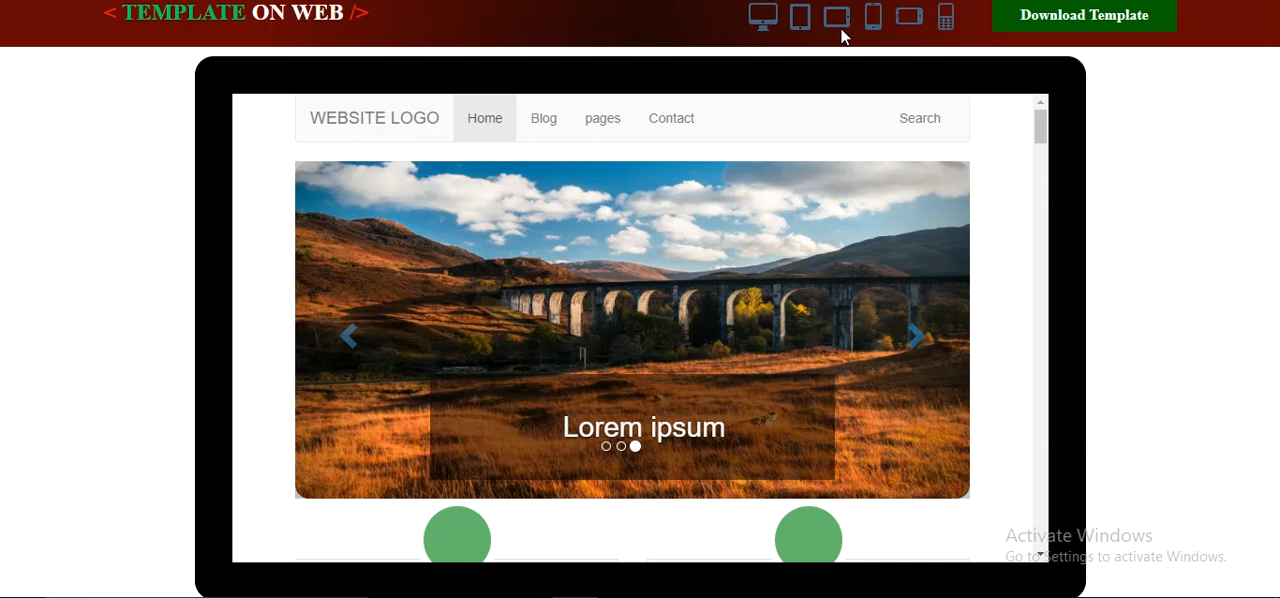 < TEMPLATE ON WEB />
Download Template
WEBSITE LOGO Home Blog pages Contact Search
Lorem ipsum
Activate Windows
Go to Settings to activate Windows.